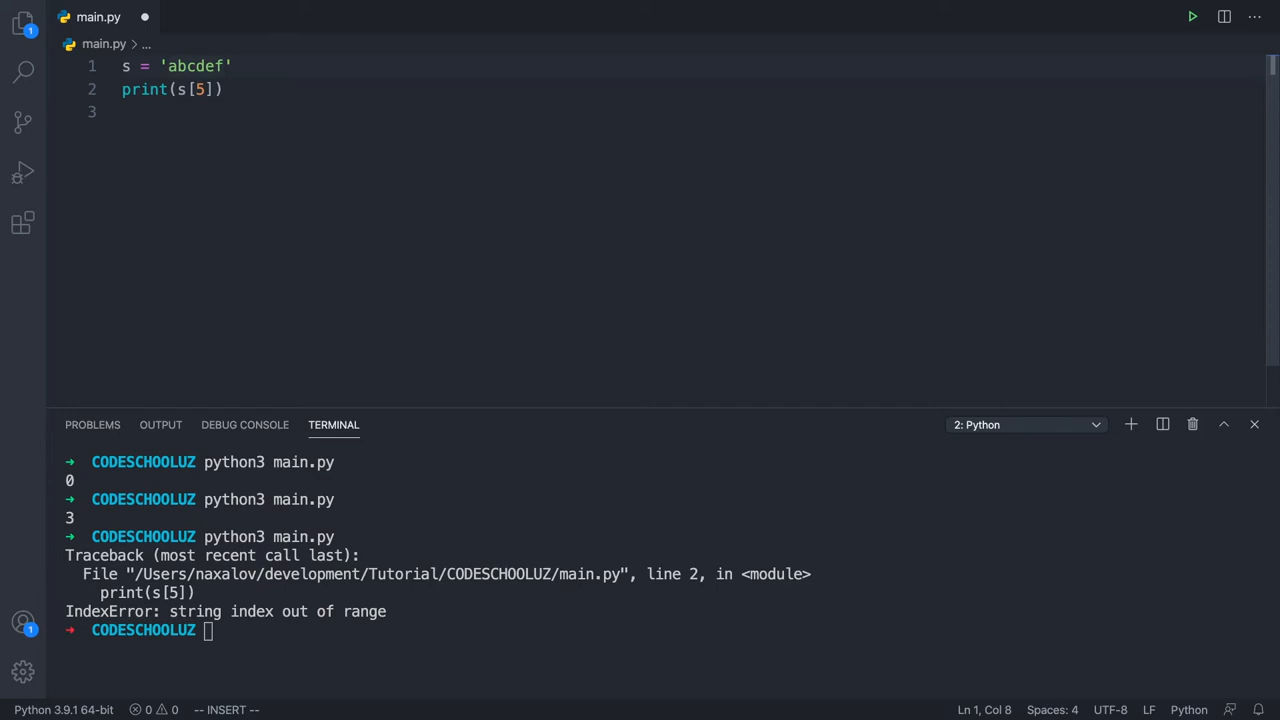 1
main.py
main.py > ...
1 s = 'abcdef'
2 print(s[5])
3
PROBLEMS OUTPUT DEBUG CONSOLE TERMINAL 2: Python
→ CODESCHOOLUZ python3 main.py
0
→ CODESCHOOLUZ python3 main.py
3
→ CODESCHOOLUZ python3 main.py
Traceback (most recent call last):
  File "/Users/naxalov/development/Tutorial/CODESCHOOLUZ/main.py", line 2, in <module>
    print(s[5])
IndexError: string index out of range
→ CODESCHOOLUZ
1
Python 3.9.1 64-bit 0 0 -- INSERT -- Ln 1, Col 8 Spaces: 4 UTF-8 LF Python